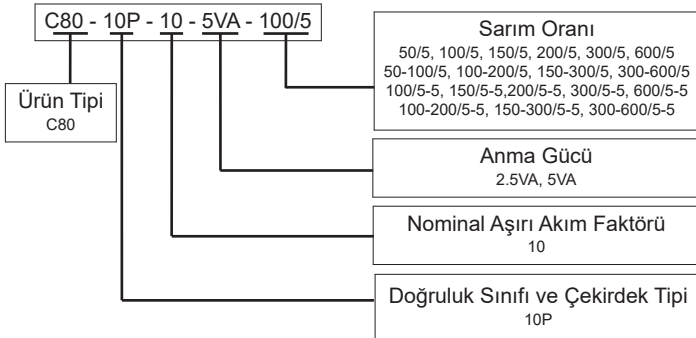 C80 - 10P - 10 - 5VA - 100/5
Sarım Oranı
50/5, 100/5, 150/5, 200/5, 300/5, 600/5
50-100/5, 100-200/5, 150-300/5, 300-600/5
100/5-5, 150/5-5,200/5-5, 300/5-5, 600/5-5
100-200/5-5, 150-300/5-5, 300-600/5-5
Ürün Tipi
C80
Anma Gücü
2.5VA, 5VA
Nominal Aşırı Akım Faktörü
10
Doğruluk Sınıfı ve Çekirdek Tipi
10P